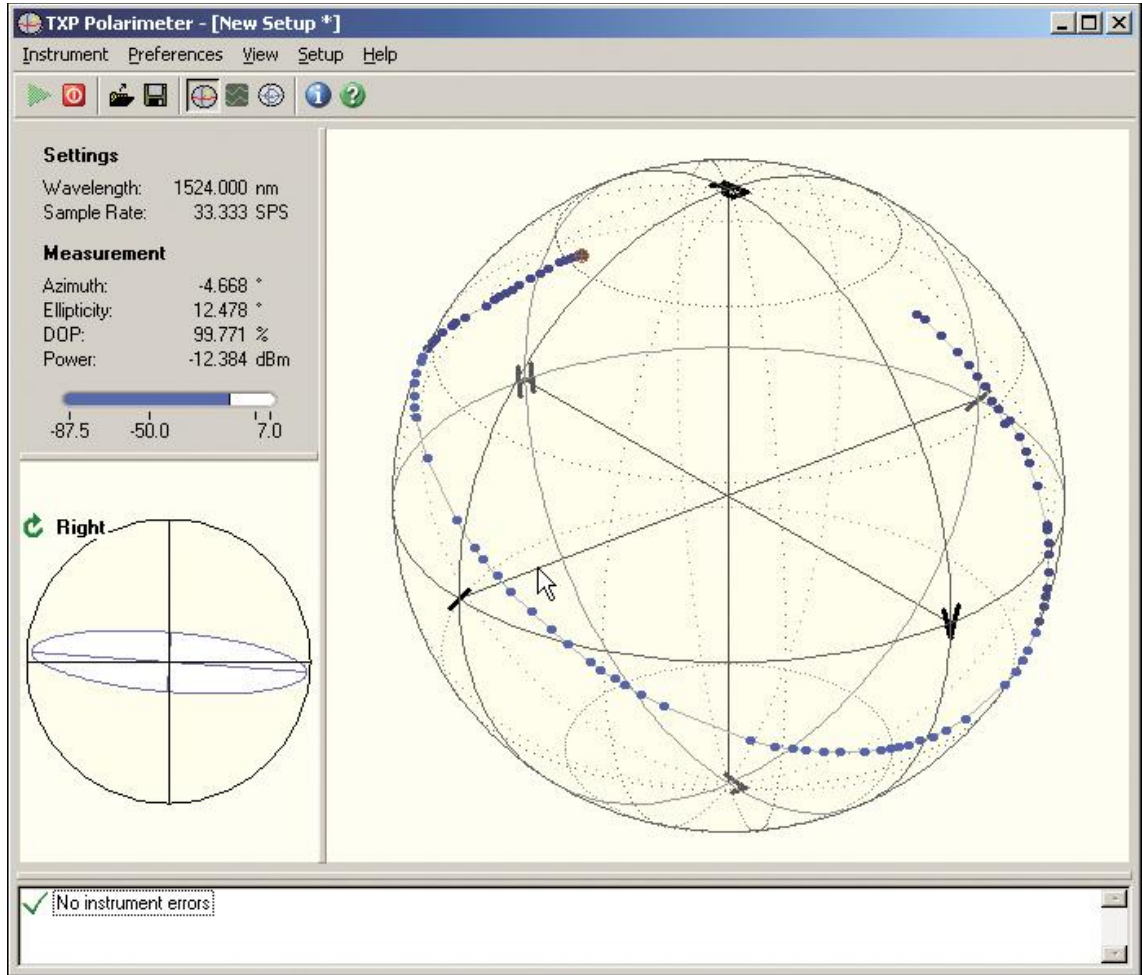 TXP Polarimeter - [New Setup *]
Instrument Preferences View Setup Help
Settings
Wavelength: 1524.000 nm
Sample Rate: 33.333 SPS
Measurement
Azimuth: -4.668 °
Ellipticity: 12.478 °
DOP: 99.771 %
Power: -12.384 dBm
-87.5 -50.0 7.0
Right
H
V
No instrument errors